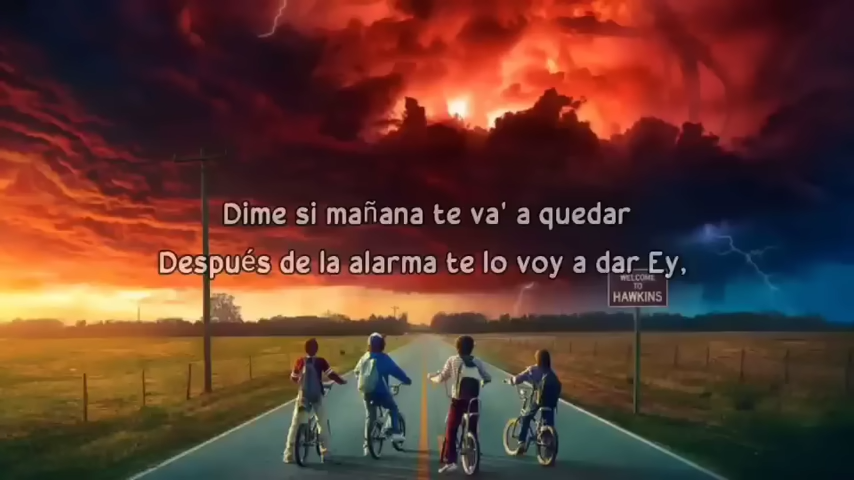 Dime si mañana te va' a quedar
Después de la alarma te lo voy a dar Ey,
WELCOME
TO
HAWKINS